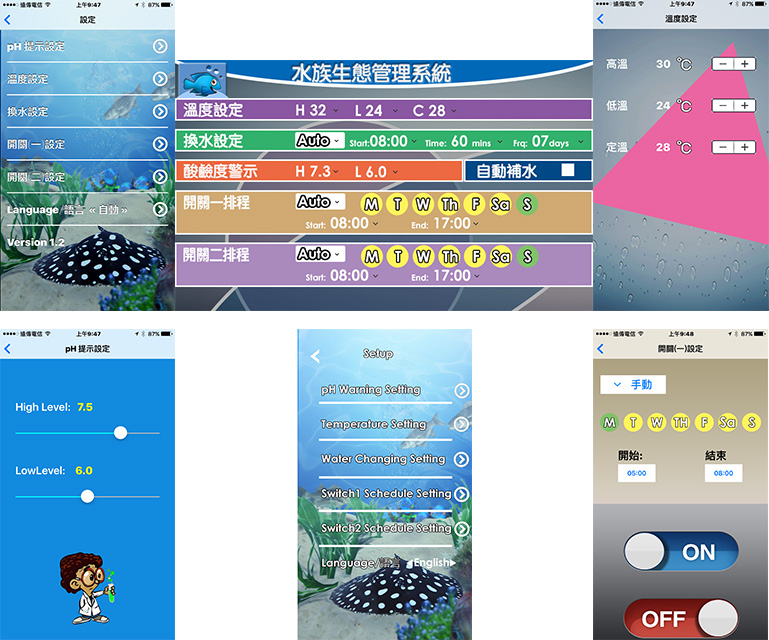 遠傳電信 上午9:47 87%
設定
pH 提示設定
溫度設定
換水設定
開關(一)設定
開關(二)設定
Language/語言 « 自動 »
Version 1.2
水族生態管理系統
溫度設定 H 32 L 24 C 28
換水設定 Auto Start:08:00 Time: 60 mins Frq: 07days
酸鹼度警示 H 7.3 L 6.0 自動補水
開關一排程 Auto M T W Th F Sa S
Start: 08:00 End: 17:00
開關二排程 Auto M T W Th F Sa S
Start: 08:00 End: 17:00
遠傳電信 上午9:47 87%
溫度設定
高溫 30 °C − +
低溫 24 °C − +
定溫 28 °C − +
遠傳電信 上午9:47 87%
pH 提示設定
High Level: 7.5
LowLevel: 6.0
Setup
pH Warning Setting
Temperature Setting
Water Changing Setting
Switch1 Schedule Setting
Switch2 Schedule Setting
Language/語言 ◀English▶
遠傳電信 上午9:48 87%
開關(一)設定
手動
M T W TH F Sa S
開始: 結束
05:00 08:00
ON
OFF